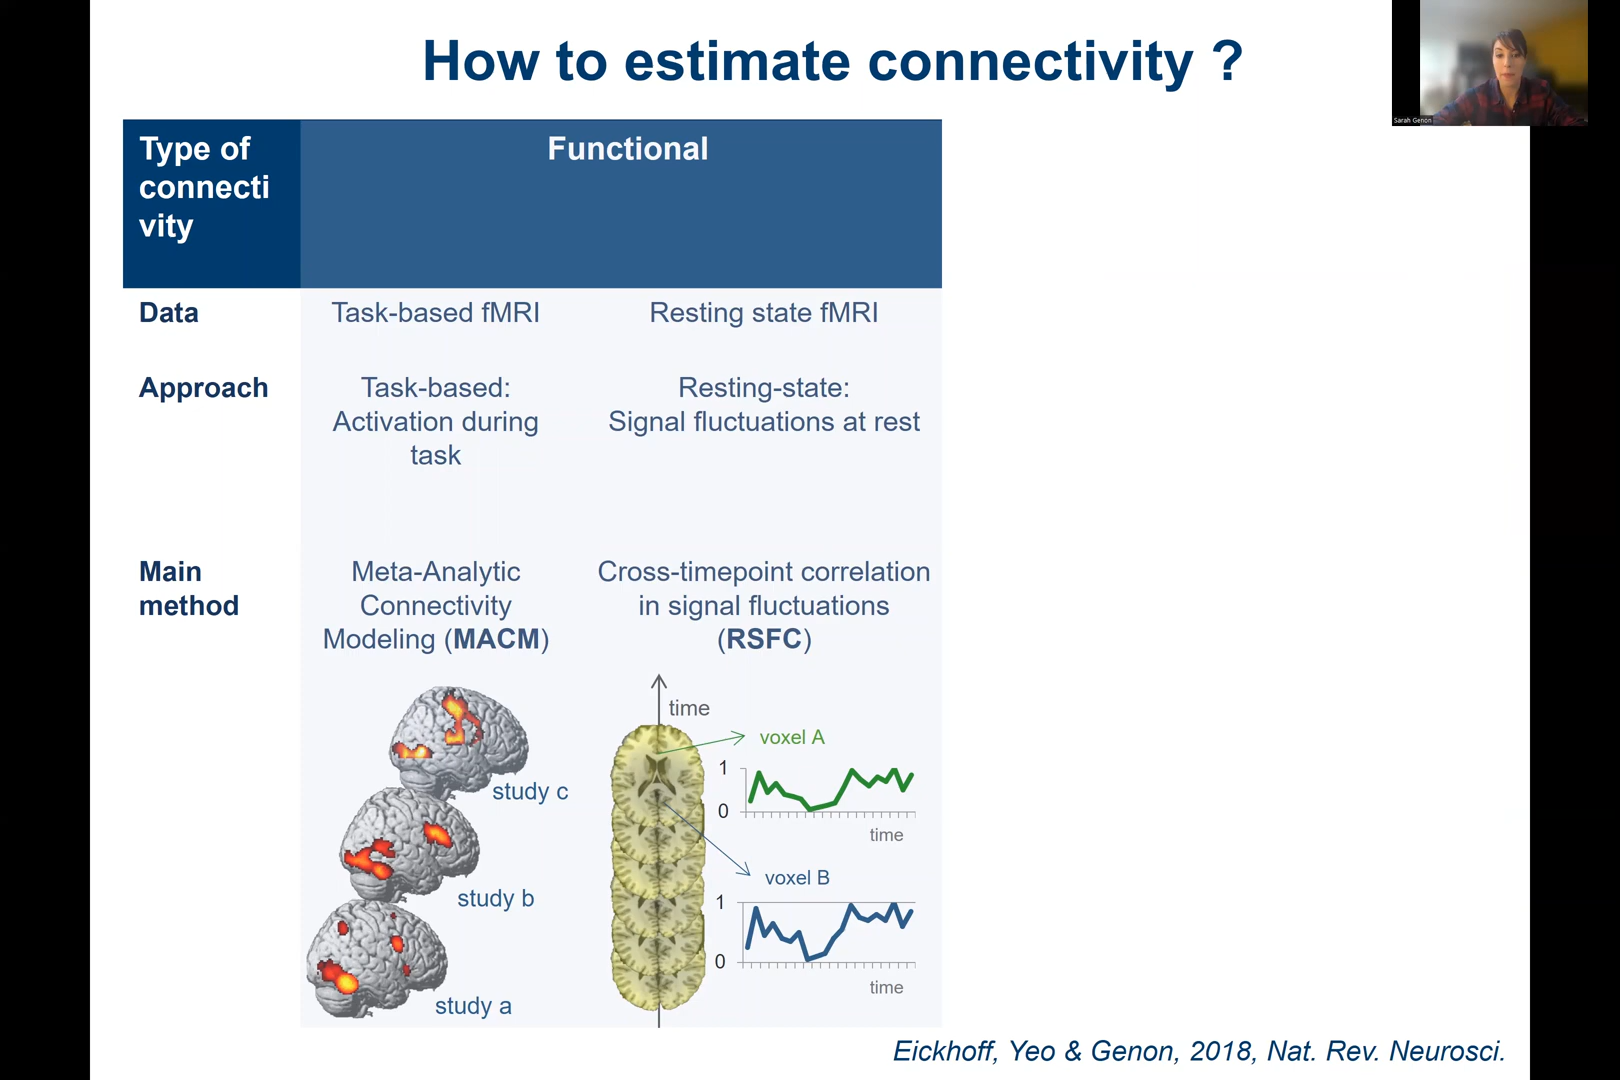 How to estimate connectivity ?
Sarah Genon
Type of
connecti
vity
Functional
Data
Task-based fMRI
Resting state fMRI
Approach
Task-based:
Activation during
task
Resting-state:
Signal fluctuations at rest
Main
method
Meta-Analytic
Connectivity
Modeling (MACM)
Cross-timepoint correlation
in signal fluctuations
(RSFC)
study c
study b
study a
time
voxel A
1
0
time
voxel B
1
0
time
Eickhoff, Yeo & Genon, 2018, Nat. Rev. Neurosci.